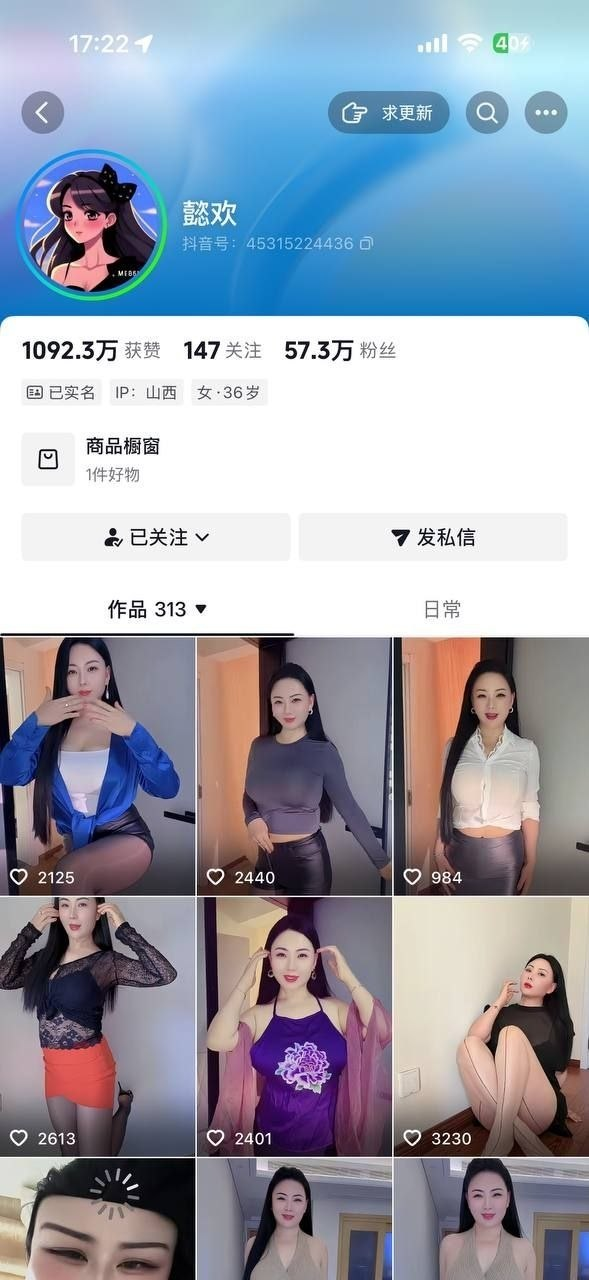 17:22
40
求更新
懿欢
抖音号：45315224436
1092.3万 获赞 147 关注 57.3万 粉丝
已实名 IP：山西 女·36岁
商品橱窗
1件好物
已关注 发私信
作品 313 日常
2125 2440 984
2613 2401 3230